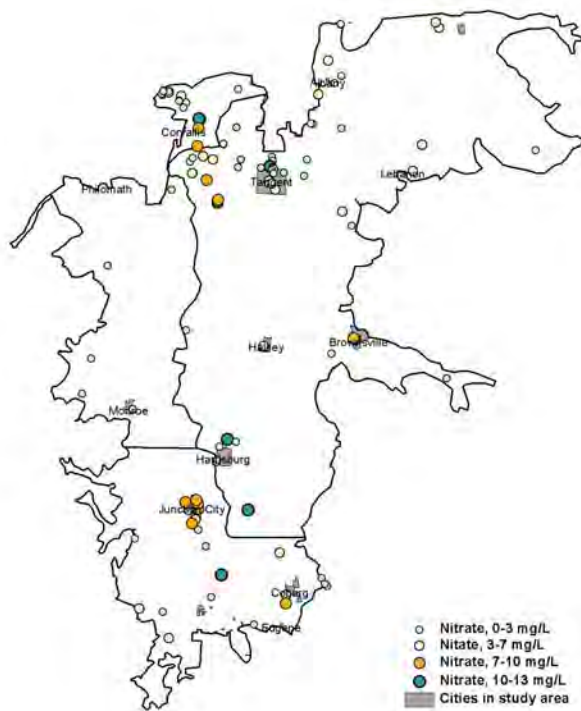 Albany
Corvallis
Tangent
Lebanon
Philomath
Halsey
Brownsville
Monroe
Harrisburg
Junction City
Coburg
Eugene
Nitrate, 0-3 mg/L
Nitate, 3-7 mg/L
Nitrate, 7-10 mg/L
Nitrate, 10-13 mg/L
Cities in study area